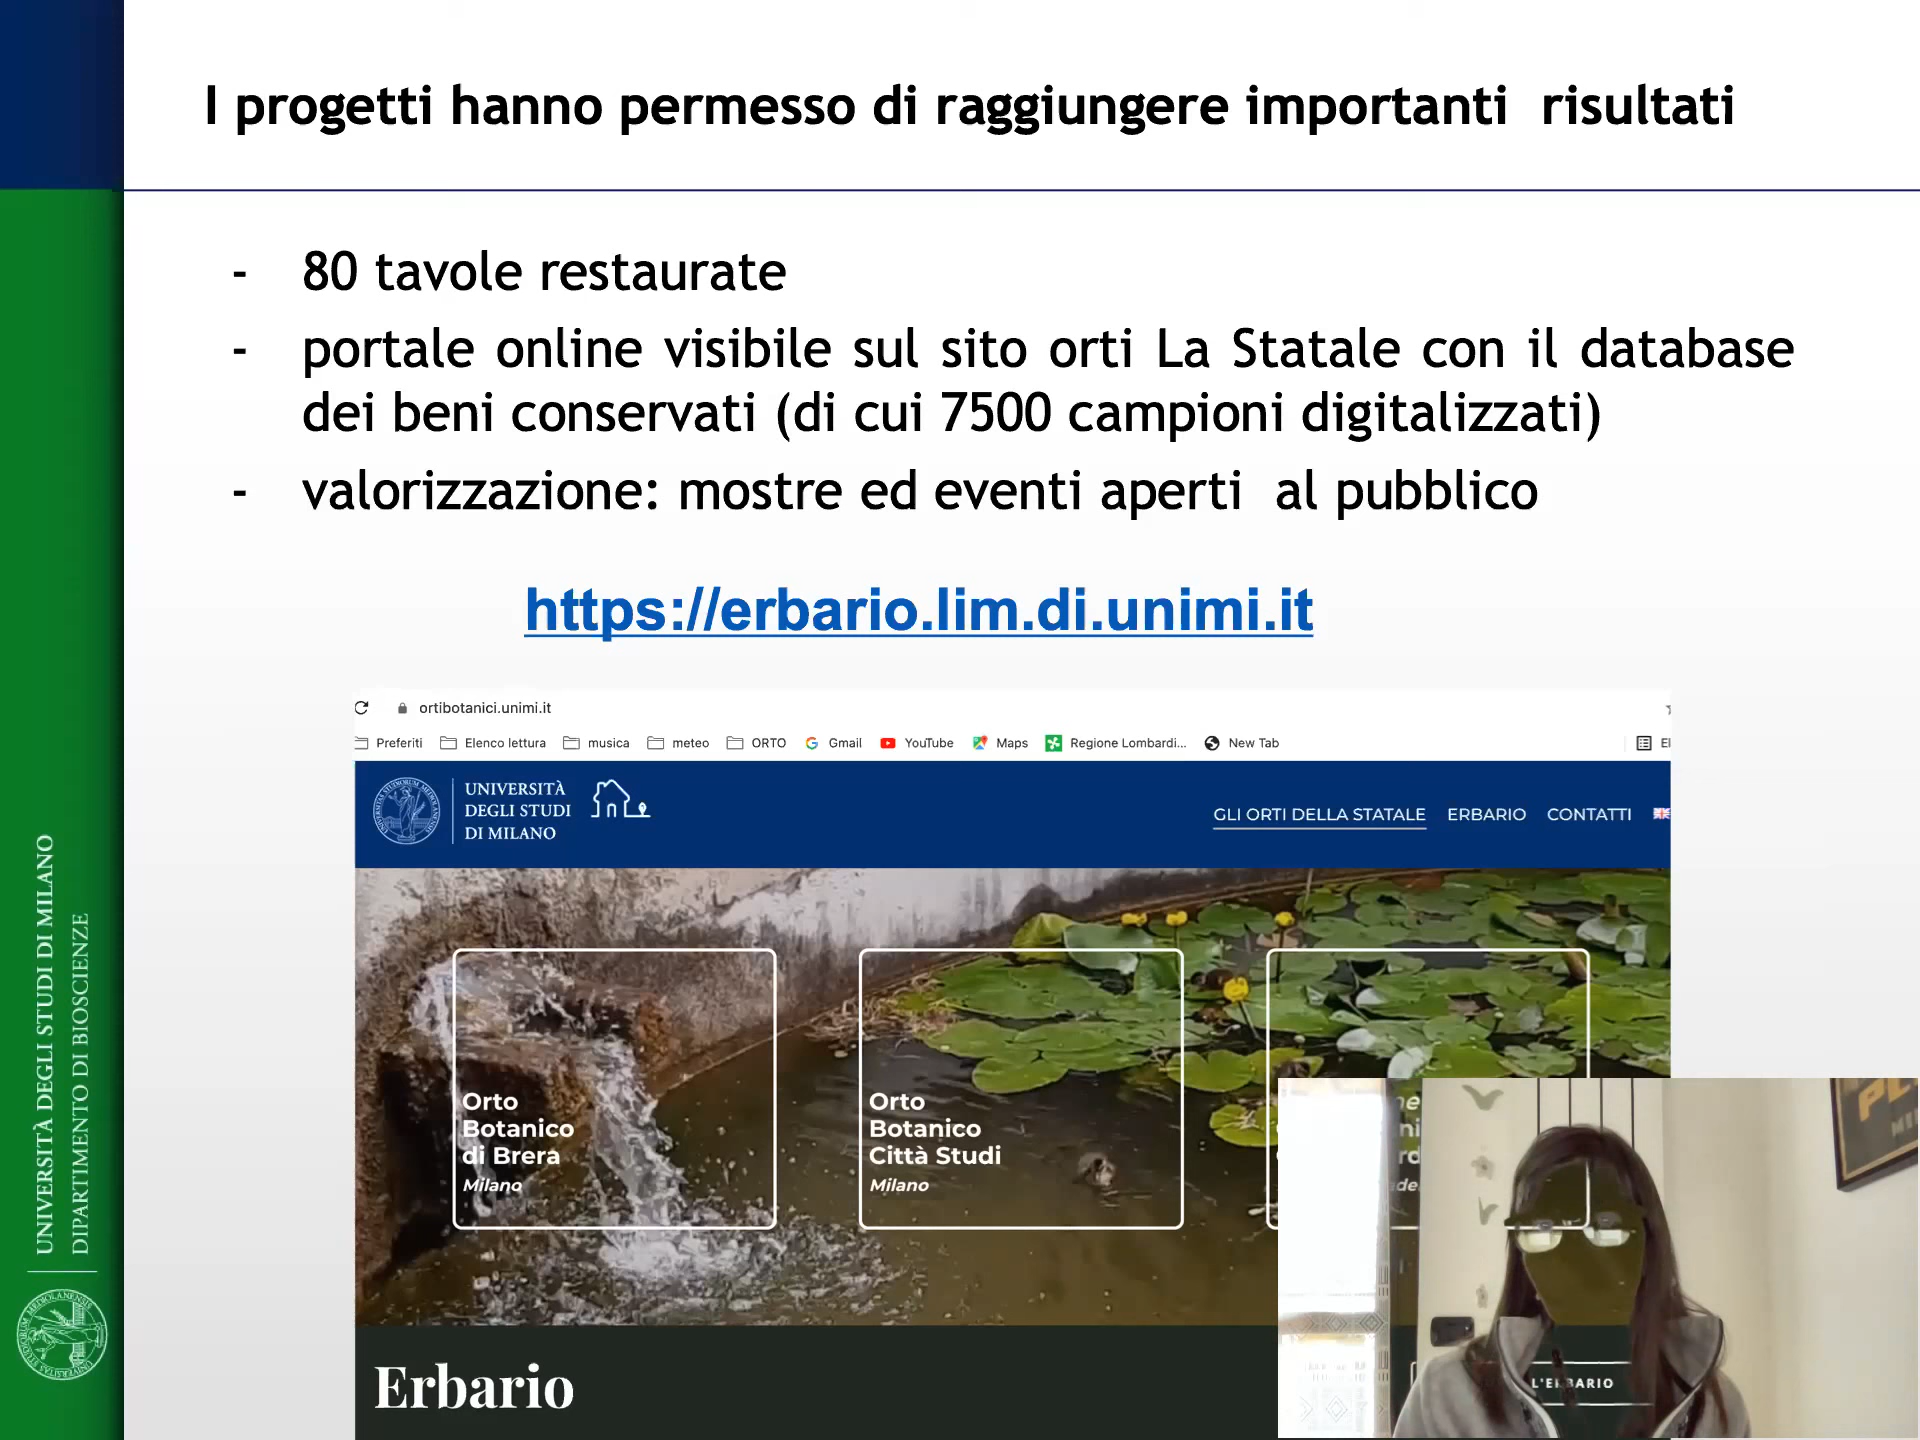 I progetti hanno permesso di raggiungere importanti risultati
- 80 tavole restaurate
- portale online visibile sul sito orti La Statale con il database
dei beni conservati (di cui 7500 campioni digitalizzati)
- valorizzazione: mostre ed eventi aperti al pubblico
https://erbario.lim.di.unimi.it
ortibotanici.unimi.it
Preferiti Elenco lettura musica meteo ORTO Gmail YouTube Maps Regione Lombardi... New Tab
UNIVERSITÀ
DEGLI STUDI
DI MILANO
GLI ORTI DELLA STATALE ERBARIO CONTATTI
Orto
Botanico
di Brera
Milano
Orto
Botanico
Città Studi
Milano
Erbario
L'ERBARIO
UNIVERSITÀ DEGLI STUDI DI MILANO
DIPARTIMENTO DI BIOSCIENZE